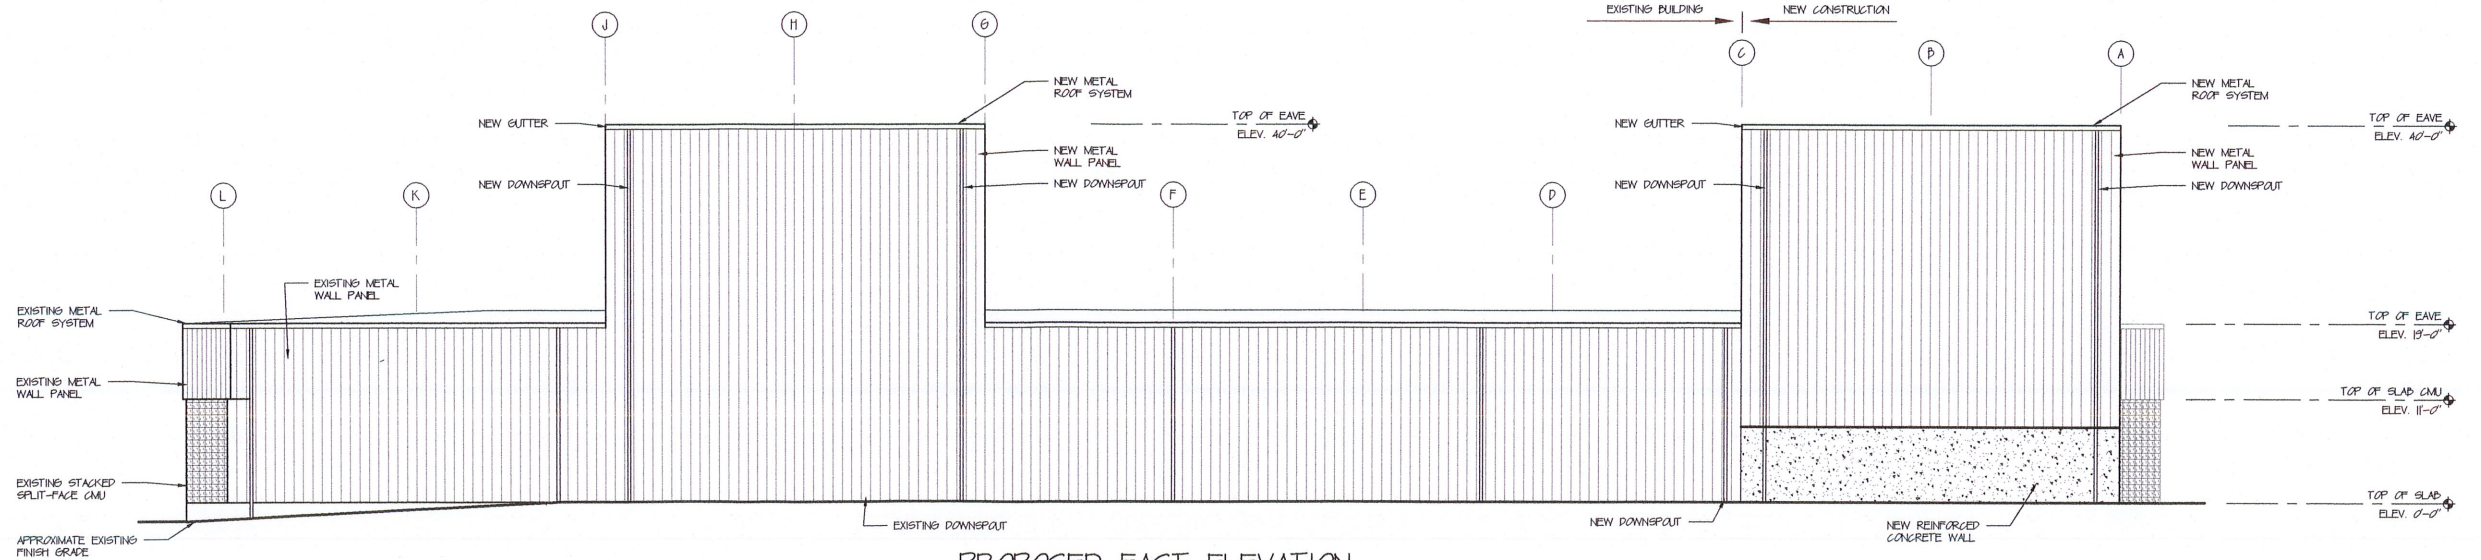 EXISTING BUILDING
NEW CONSTRUCTION
J
H
G
C
B
A
NEW METAL
ROOF SYSTEM
NEW METAL
ROOF SYSTEM
NEW GUTTER
TOP OF EAVE
ELEV. 40'-0"
NEW GUTTER
TOP OF EAVE
ELEV. 40'-0"
NEW METAL
WALL PANEL
NEW METAL
WALL PANEL
NEW DOWNSPOUT
NEW DOWNSPOUT
NEW DOWNSPOUT
NEW DOWNSPOUT
L
K
F
E
D
EXISTING METAL
WALL PANEL
EXISTING METAL
ROOF SYSTEM
TOP OF EAVE
ELEV. 19'-0"
EXISTING METAL
WALL PANEL
TOP OF SLAB CMU
ELEV. 11'-0"
EXISTING STACKED
SPLIT-FACE CMU
TOP OF SLAB
ELEV. 0'-0"
EXISTING DOWNSPOUT
NEW DOWNSPOUT
NEW REINFORCED
CONCRETE WALL
APPROXIMATE EXISTING
FINISH GRADE
PROPOSED EAST ELEVATION